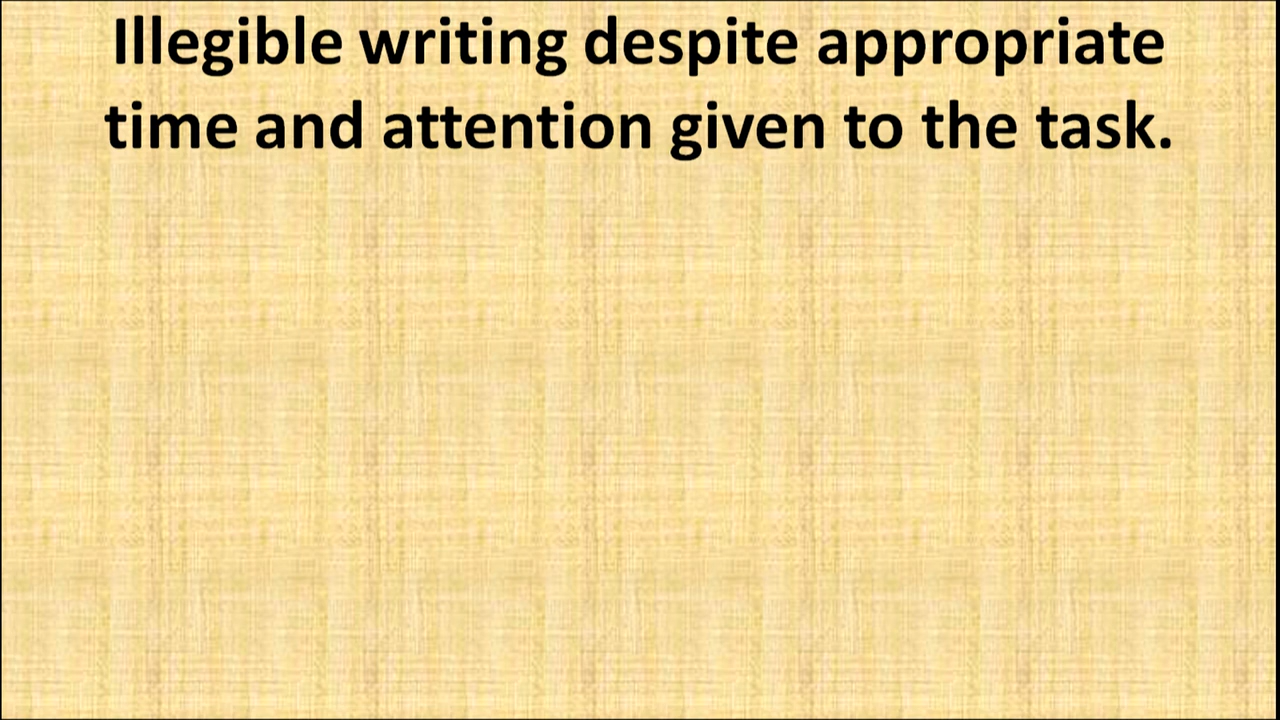 Illegible writing despite appropriate
time and attention given to the task.